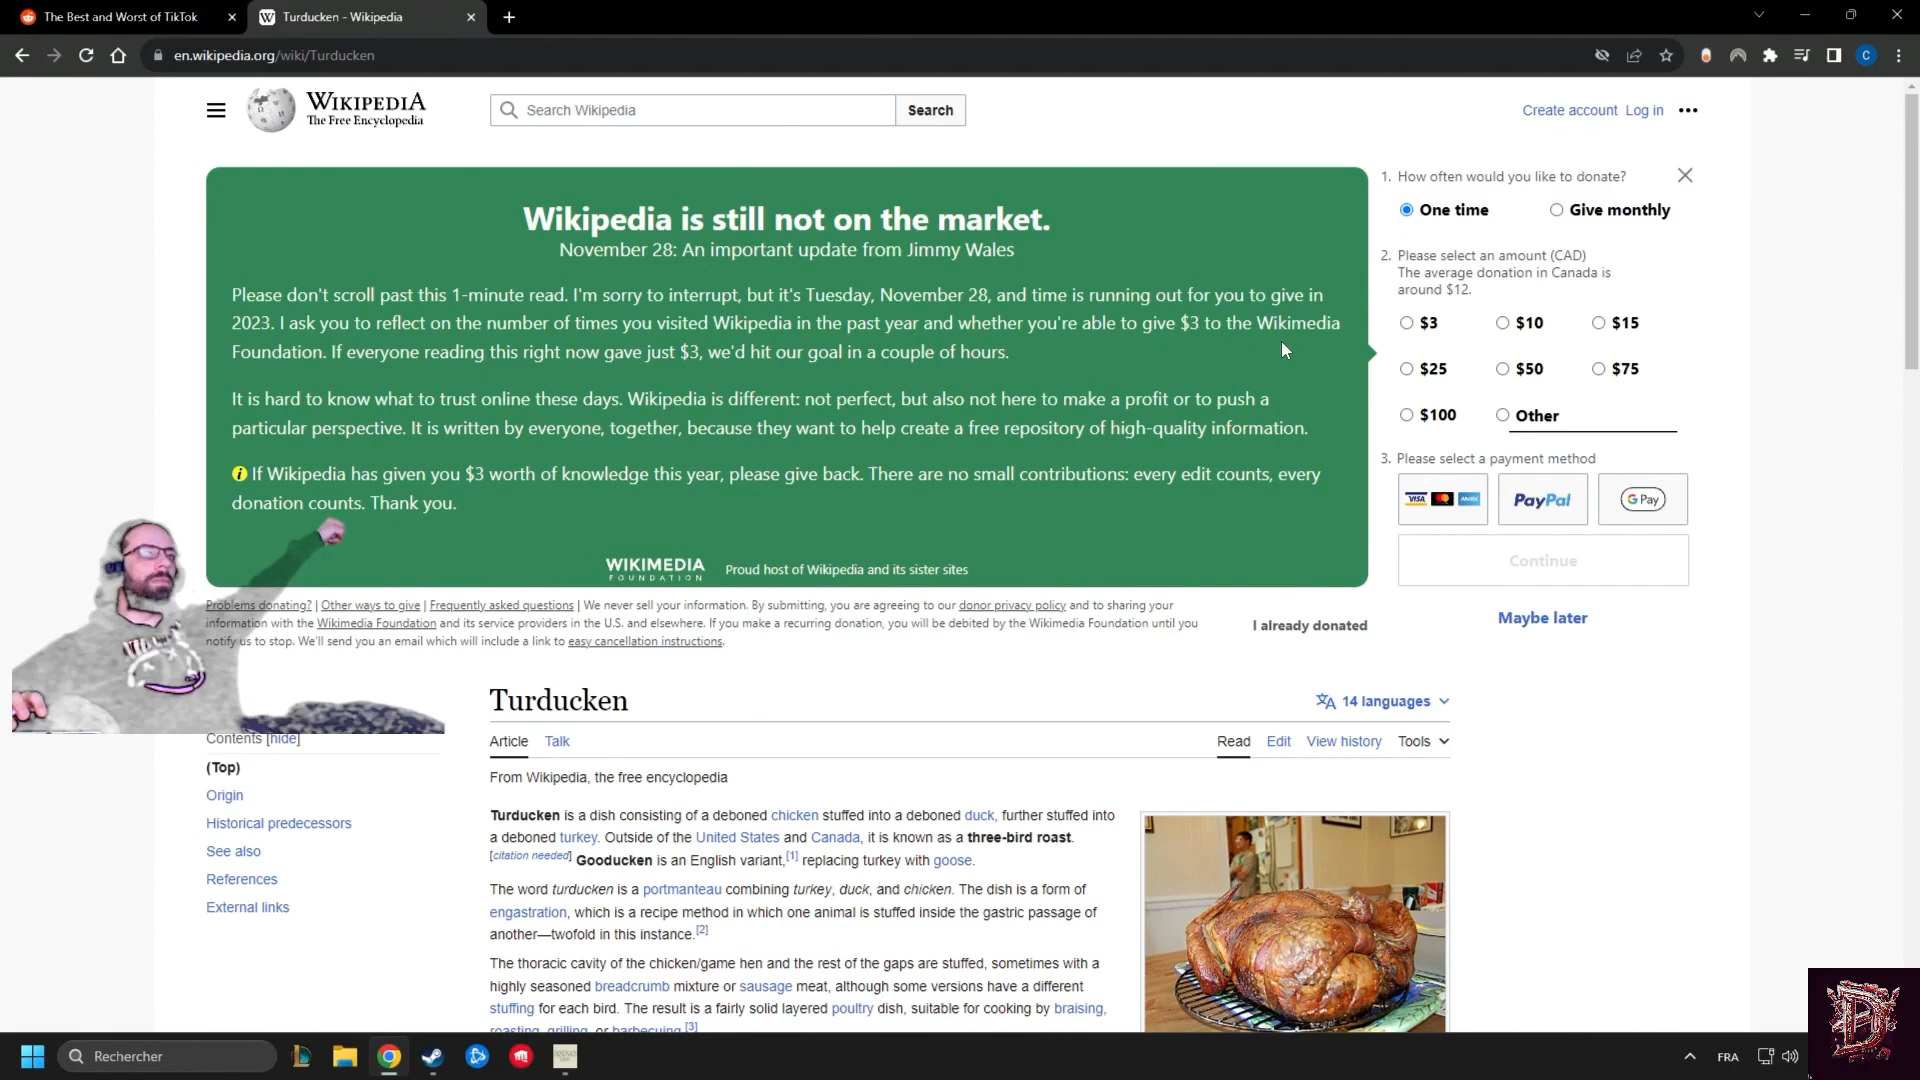 The Best and Worst of TikTok
Turducken - Wikipedia
en.wikipedia.org/wiki/Turducken
C
WIKIPEDIA
The Free Encyclopedia
Search Wikipedia
Search
Create account Log in
Wikipedia is still not on the market.
November 28: An important update from Jimmy Wales
Please don't scroll past this 1-minute read. I'm sorry to interrupt, but it's Tuesday, November 28, and time is running out for you to give in
2023. I ask you to reflect on the number of times you visited Wikipedia in the past year and whether you're able to give $3 to the Wikimedia
Foundation. If everyone reading this right now gave just $3, we'd hit our goal in a couple of hours.
It is hard to know what to trust online these days. Wikipedia is different: not perfect, but also not here to make a profit or to push a
particular perspective. It is written by everyone, together, because they want to help create a free repository of high-quality information.
If Wikipedia has given you $3 worth of knowledge this year, please give back. There are no small contributions: every edit counts, every
donation counts. Thank you.
WIKIMEDIA
FOUNDATION
Proud host of Wikipedia and its sister sites
1. How often would you like to donate?
One time
Give monthly
2. Please select an amount (CAD)
The average donation in Canada is
around $12.
$3 $10 $15
$25 $50 $75
$100 Other
3. Please select a payment method
VISA
PayPal
G Pay
Continue
Maybe later
Problems donating? | Other ways to give | Frequently asked questions | We never sell your information. By submitting, you are agreeing to our donor privacy policy and to sharing your
information with the Wikimedia Foundation and its service providers in the U.S. and elsewhere. If you make a recurring donation, you will be debited by the Wikimedia Foundation until you
notify us to stop. We'll send you an email which will include a link to easy cancellation instructions.
I already donated
Turducken
14 languages
Article Talk
Read Edit View history Tools
Contents [hide]
(Top)
Origin
Historical predecessors
See also
References
External links
From Wikipedia, the free encyclopedia
Turducken is a dish consisting of a deboned chicken stuffed into a deboned duck, further stuffed into
a deboned turkey. Outside of the United States and Canada, it is known as a three-bird roast.
[citation needed] Gooducken is an English variant,[1] replacing turkey with goose.
The word turducken is a portmanteau combining turkey, duck, and chicken. The dish is a form of
engastration, which is a recipe method in which one animal is stuffed inside the gastric passage of
another—twofold in this instance.[2]
The thoracic cavity of the chicken/game hen and the rest of the gaps are stuffed, sometimes with a
highly seasoned breadcrumb mixture or sausage meat, although some versions have a different
stuffing for each bird. The result is a fairly solid layered poultry dish, suitable for cooking by braising,
roasting, grilling, or barbecuing.[3]
Rechercher
ANNO
FRA